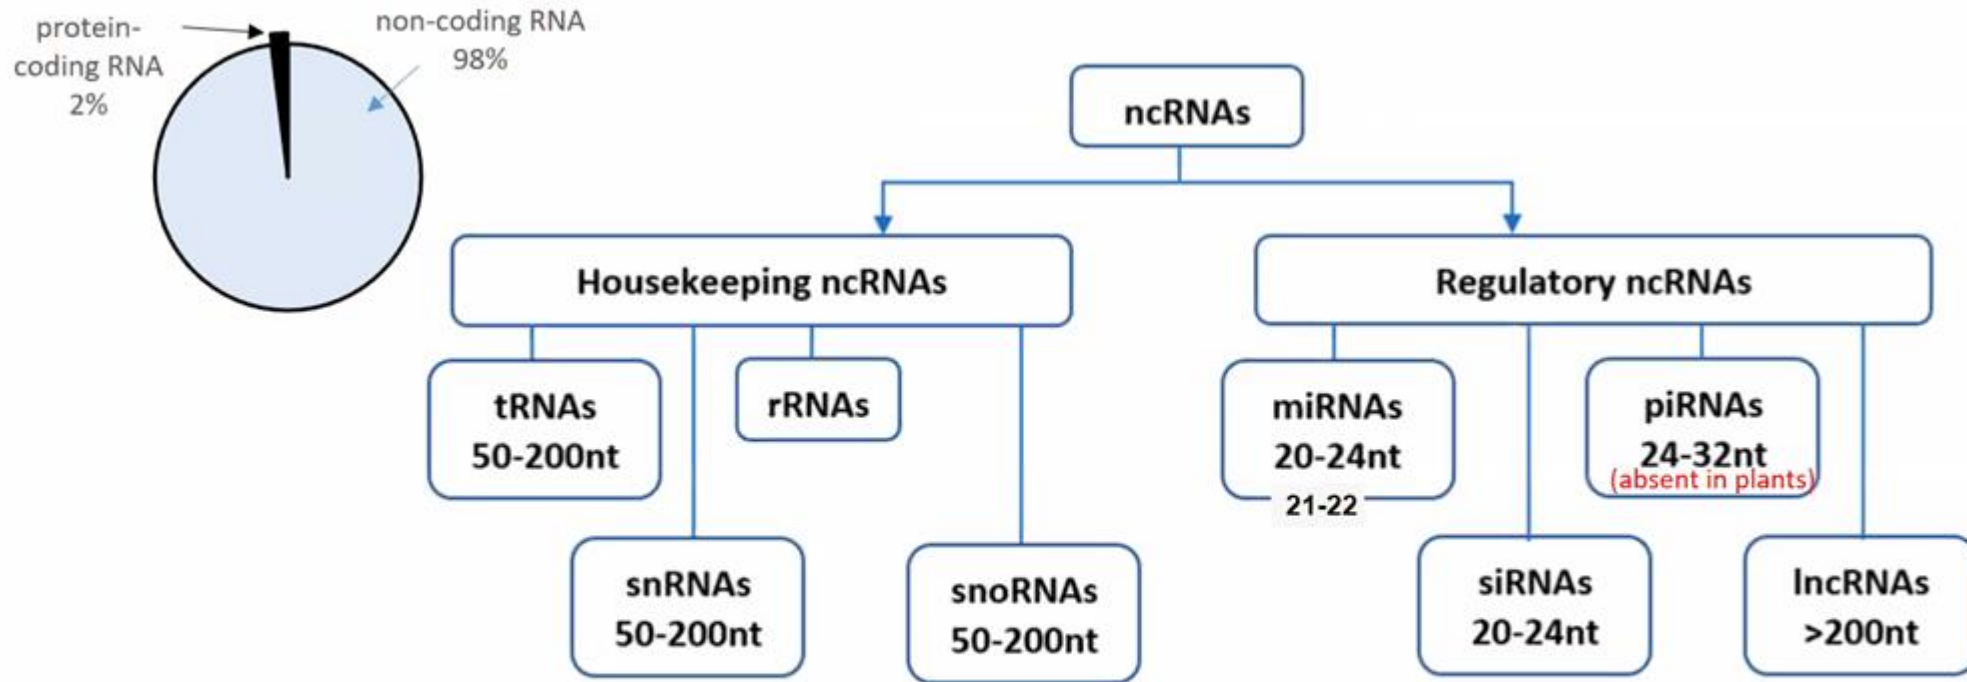 protein-
coding RNA
2%
non-coding RNA
98%
ncRNAs
Housekeeping ncRNAs
Regulatory ncRNAs
tRNAs
50-200nt
rRNAs
miRNAs
20-24nt
21-22
piRNAs
24-32nt
(absent in plants)
snRNAs
50-200nt
snoRNAs
50-200nt
siRNAs
20-24nt
lncRNAs
>200nt